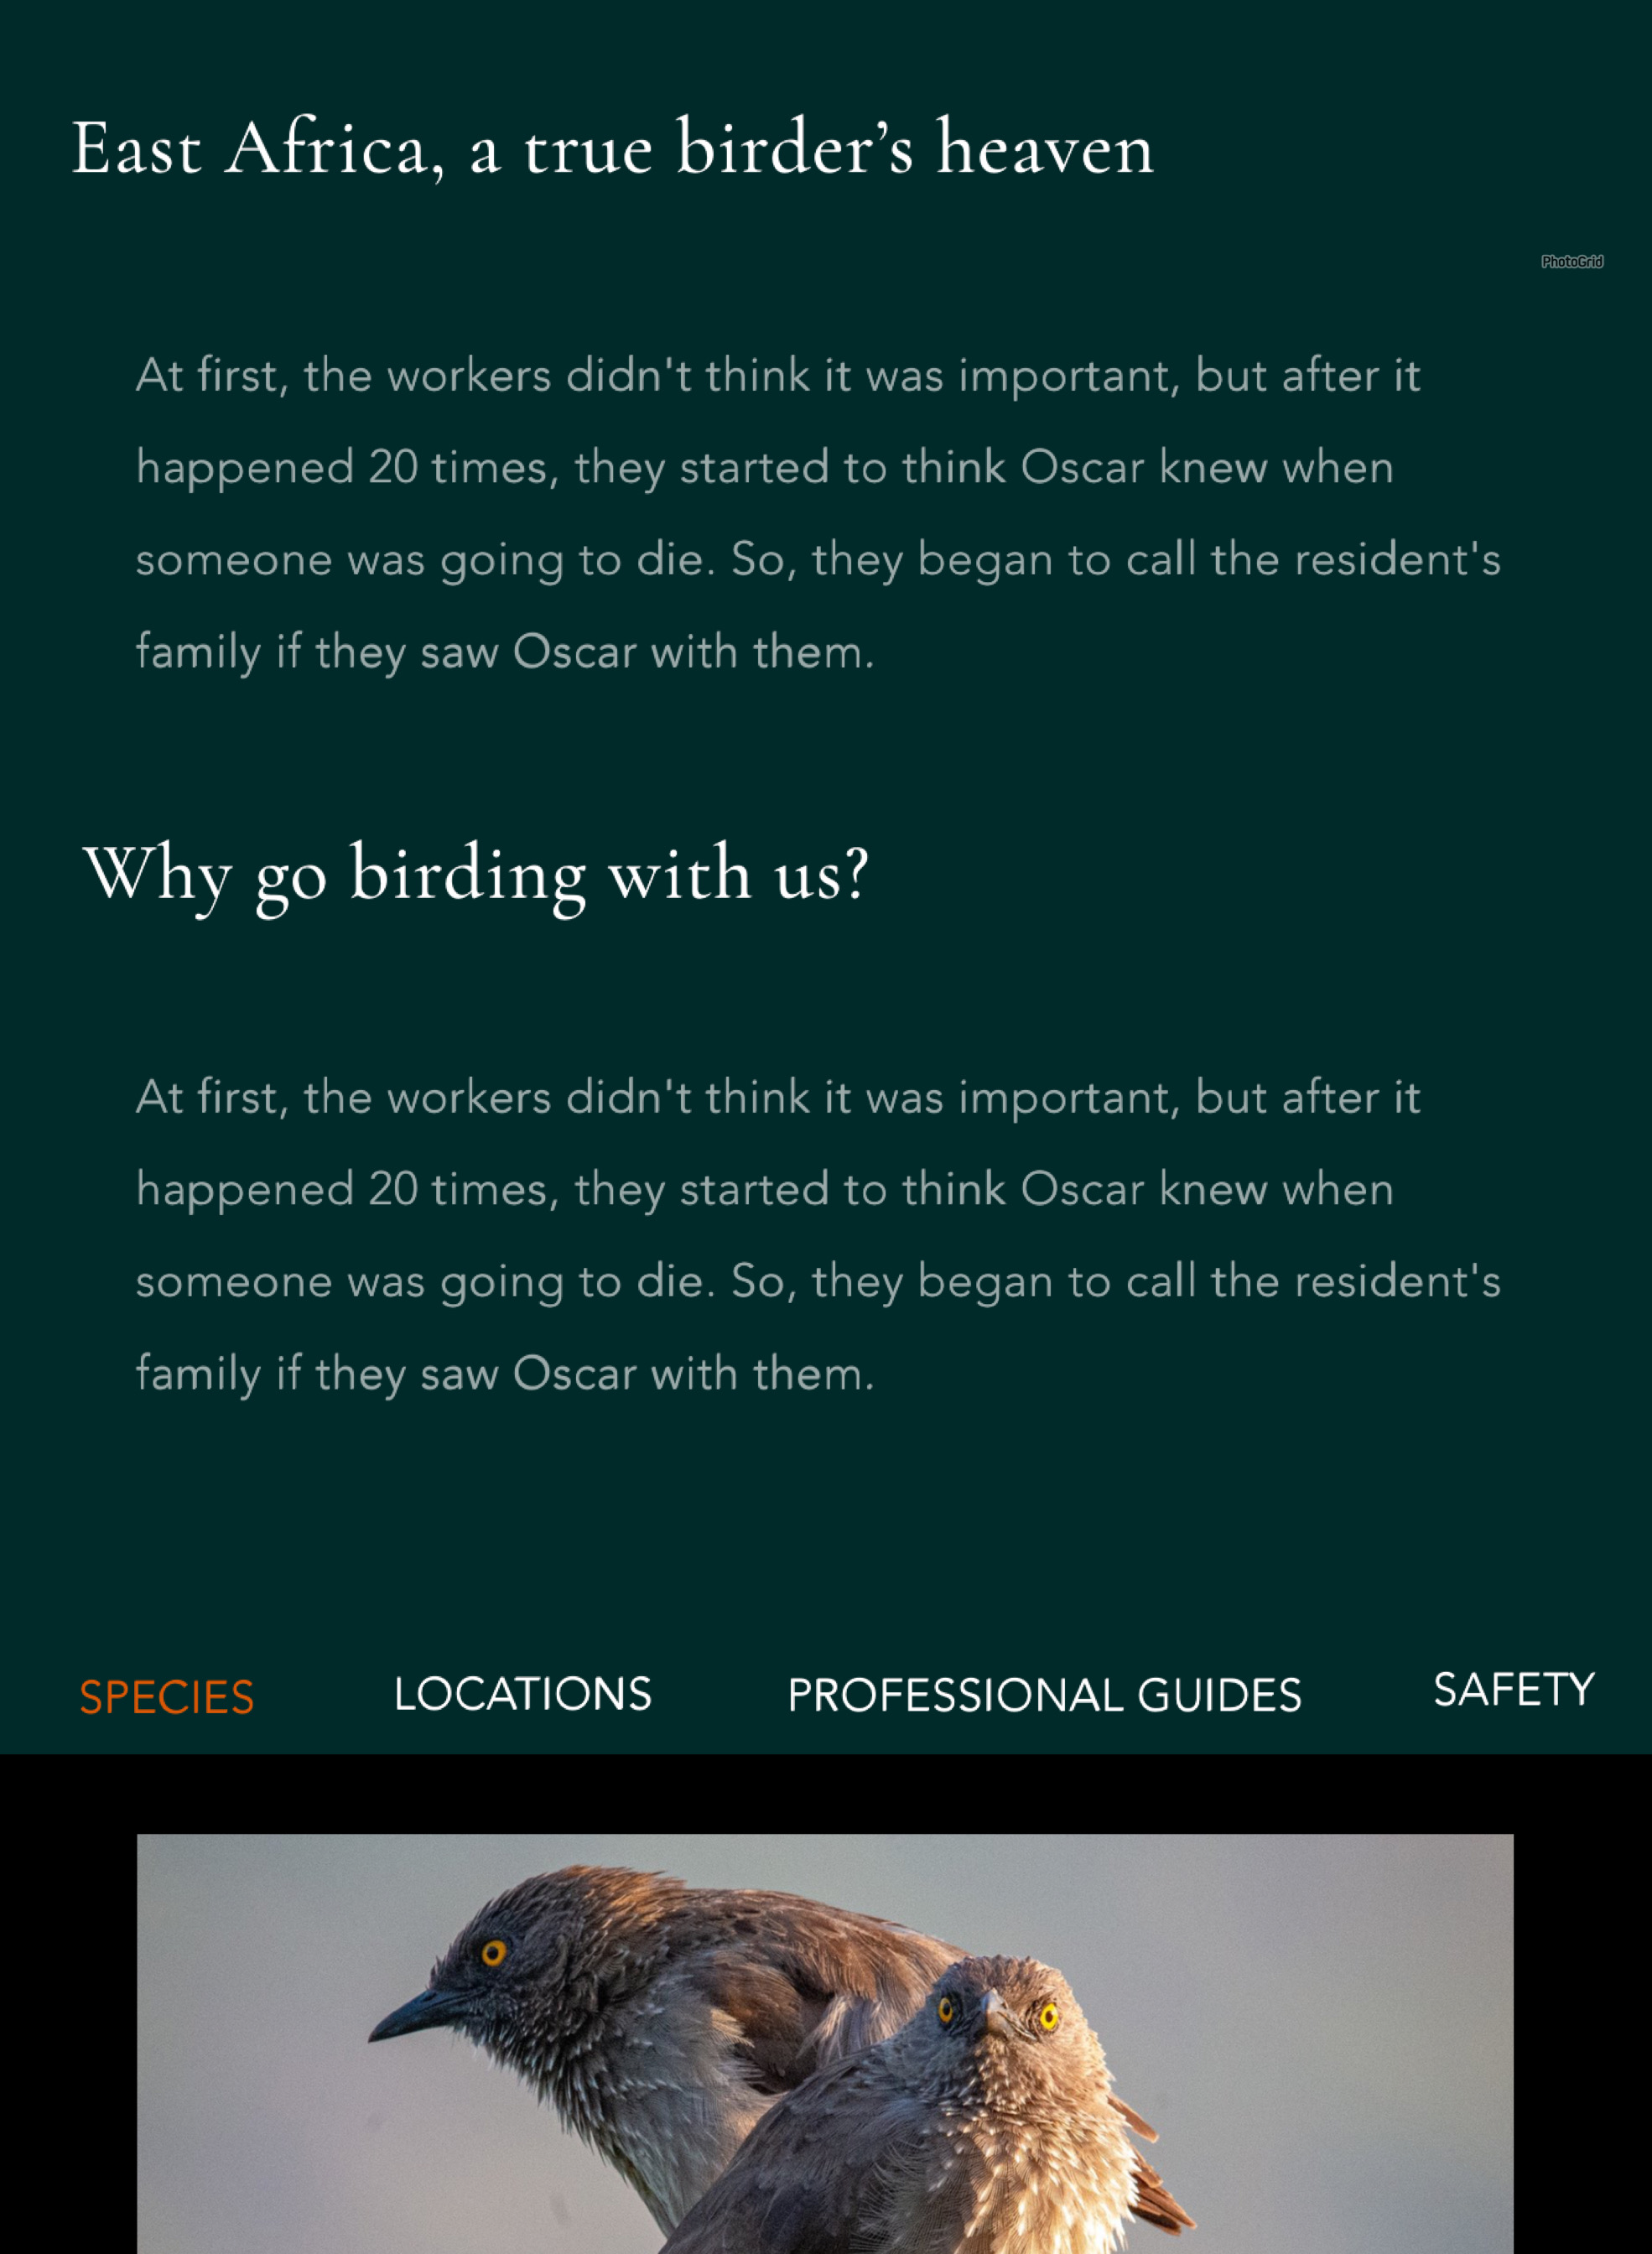 East Africa, a true birder’s heaven
PhotoGrid
At first, the workers didn't think it was important, but after it
happened 20 times, they started to think Oscar knew when
someone was going to die. So, they began to call the resident's
family if they saw Oscar with them.
Why go birding with us?
At first, the workers didn't think it was important, but after it
happened 20 times, they started to think Oscar knew when
someone was going to die. So, they began to call the resident's
family if they saw Oscar with them.
SPECIES LOCATIONS PROFESSIONAL GUIDES SAFETY